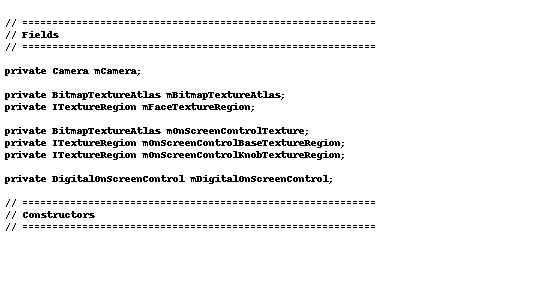 // ===========================================================
// Fields
// ===========================================================
private Camera mCamera;
private BitmapTextureAtlas mBitmapTextureAtlas;
private ITextureRegion mFaceTextureRegion;
private BitmapTextureAtlas mOnScreenControlTexture;
private ITextureRegion mOnScreenControlBaseTextureRegion;
private ITextureRegion mOnScreenControlKnobTextureRegion;
private DigitalOnScreenControl mDigitalOnScreenControl;
// ===========================================================
// Constructors
// ===========================================================